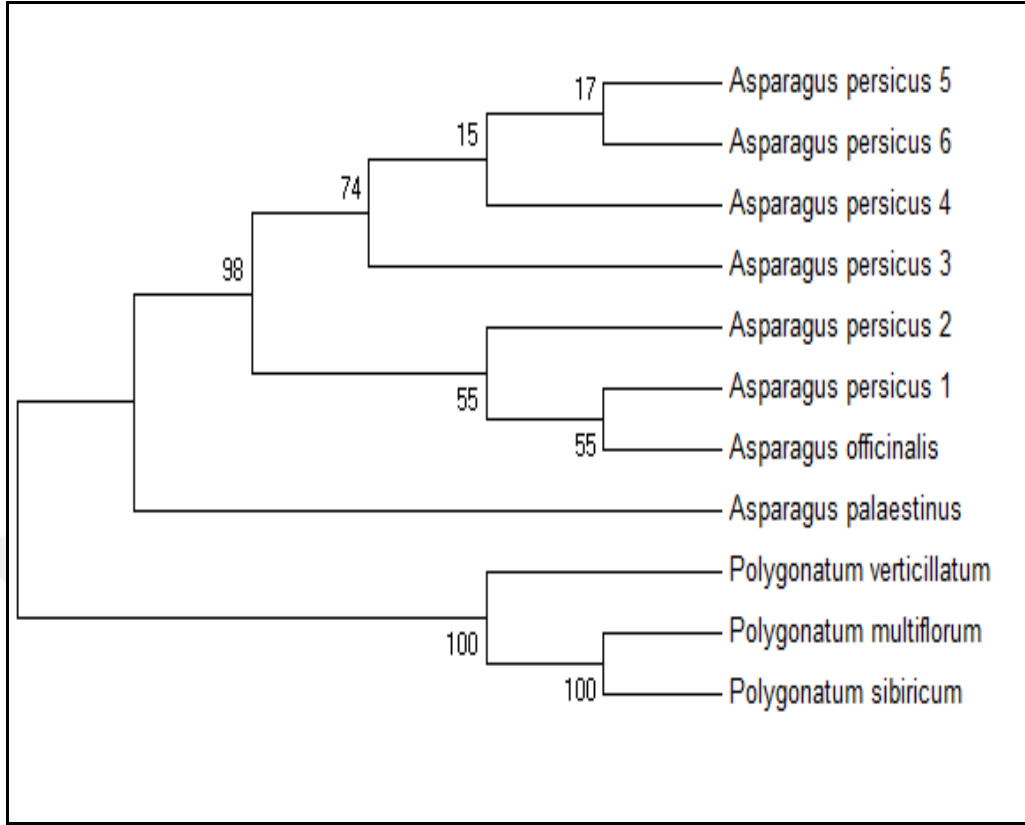 Asparagus persicus 5
17
Asparagus persicus 6
15
Asparagus persicus 4
74
Asparagus persicus 3
98
Asparagus persicus 2
Asparagus persicus 1
55
Asparagus officinalis
55
Asparagus palaestinus
Polygonatum verticillatum
Polygonatum multiflorum
100
Polygonatum sibiricum
100